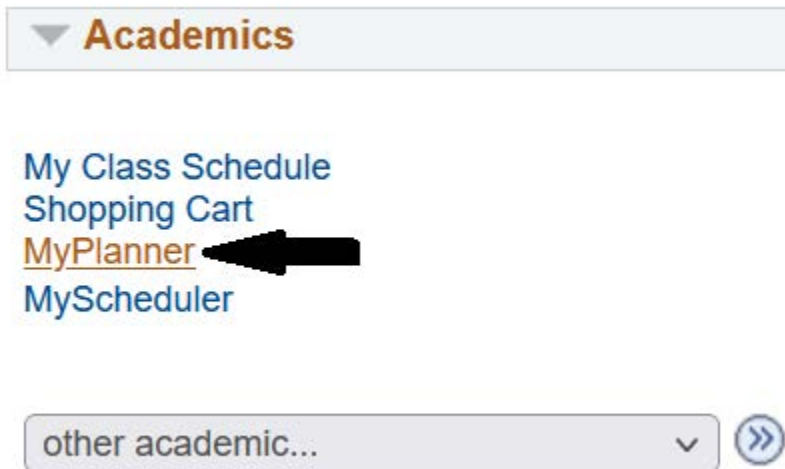 Academics
My Class Schedule
Shopping Cart
MyPlanner
MyScheduler
other academic...